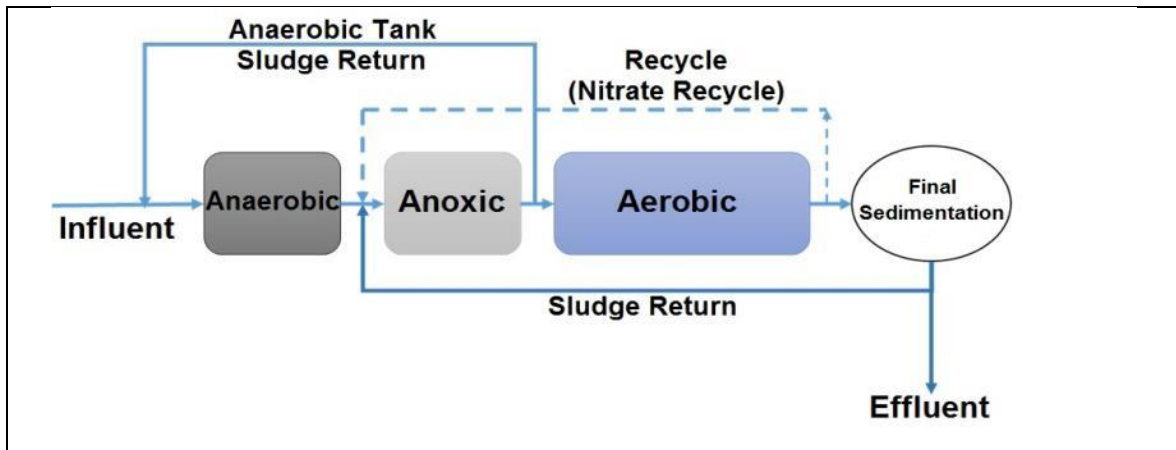 Anaerobic Tank
Sludge Return
Recycle
(Nitrate Recycle)
Anaerobic
Anoxic
Aerobic
Final
Sedimentation
Influent
Sludge Return
Effluent